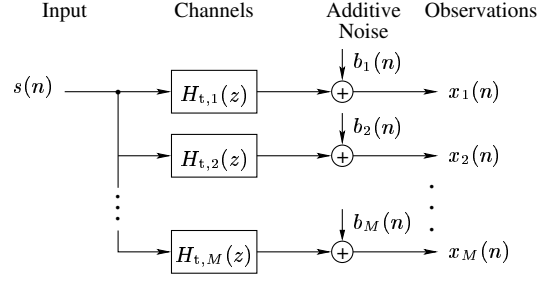 Input Channels Additive Noise Observations
s(n) H_{t,1}(z) + b_1(n) x_1(n)
H_{t,2}(z) + b_2(n) x_2(n)
H_{t,M}(z) + b_M(n) x_M(n)